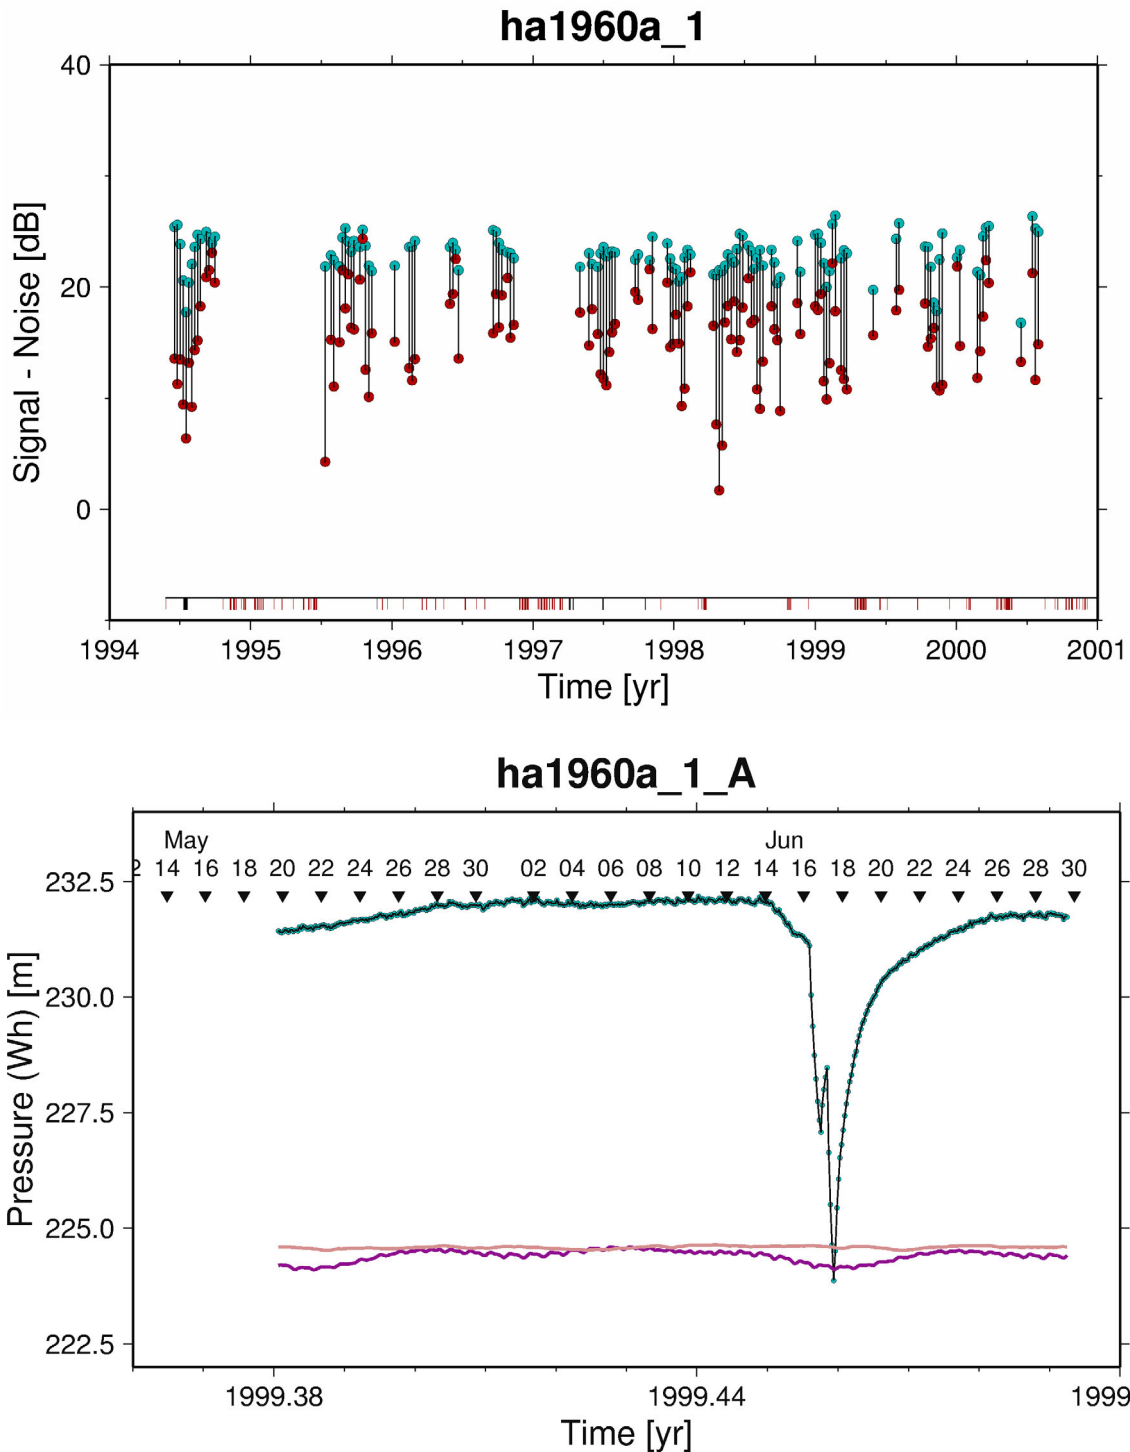 ha1960a_1
Signal - Noise [dB]
40
20
0
1994 1995 1996 1997 1998 1999 2000 2001
Time [yr]
ha1960a_1_A
Pressure (Wh) [m]
May Jun
2 14 16 18 20 22 24 26 28 30 02 04 06 08 10 12 14 16 18 20 22 24 26 28 30
232.5
230.0
227.5
225.0
222.5
1999.38 1999.44 1999
Time [yr]